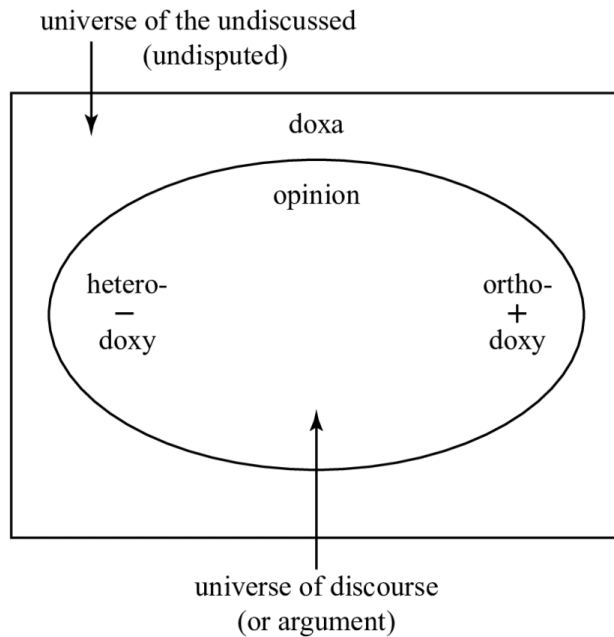 universe of the undiscussed
(undisputed)
doxa
opinion
hetero-
−
doxy
ortho-
+
doxy
universe of discourse
(or argument)